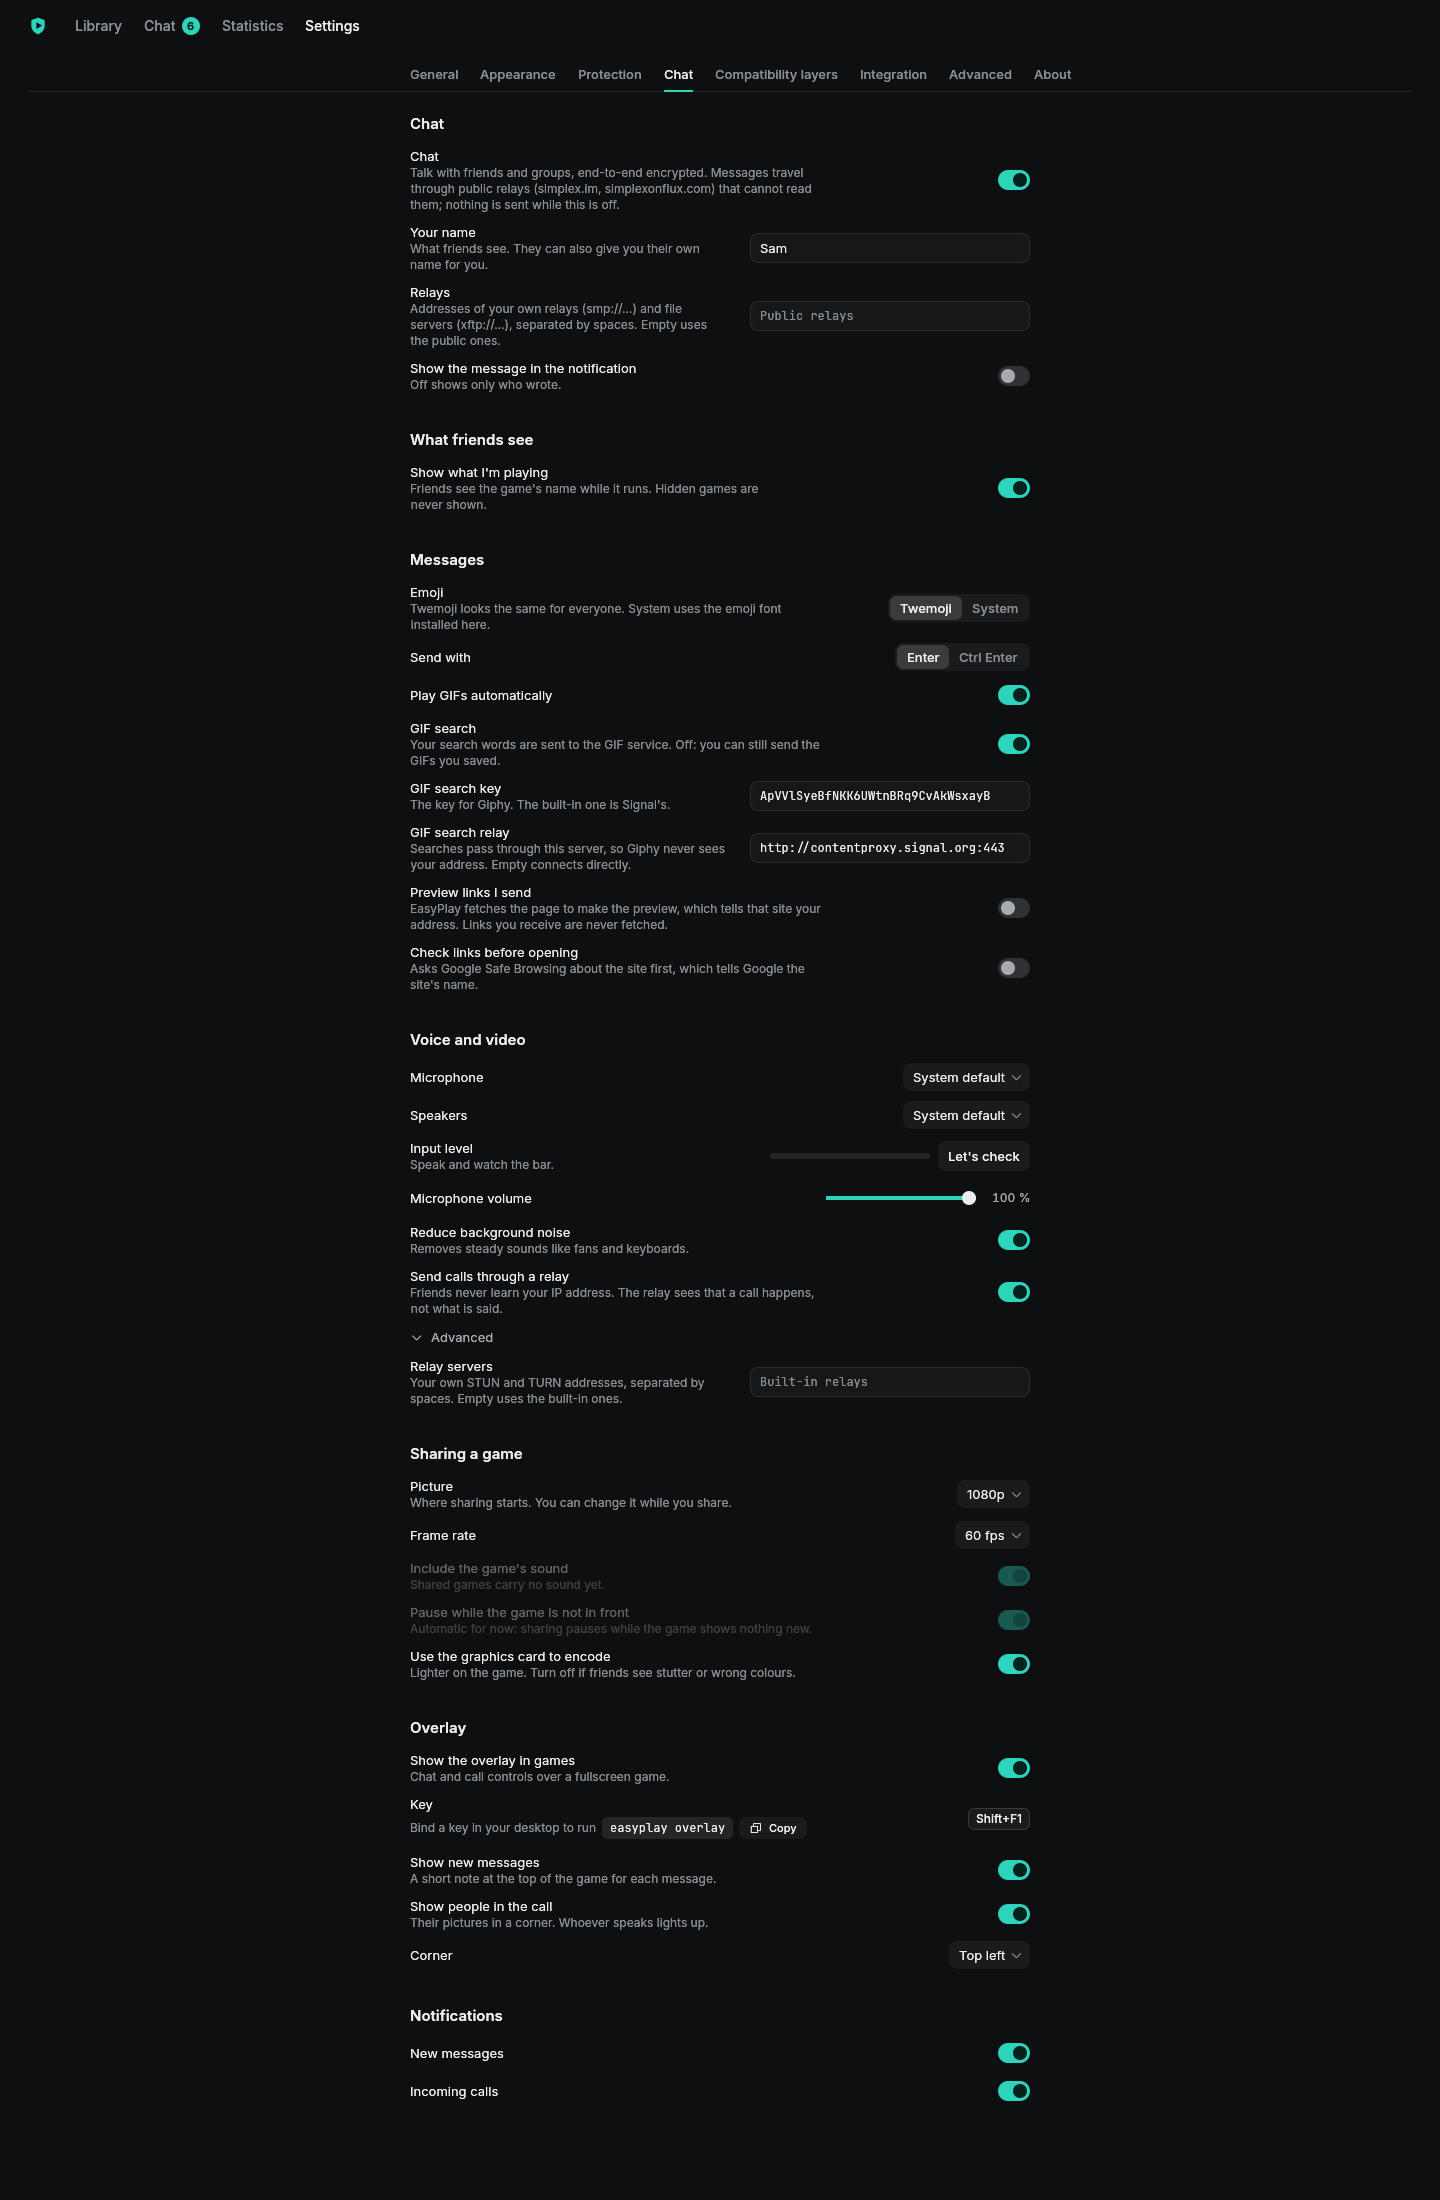 Library Chat 6 Statistics Settings
General Appearance Protection Chat Compatibility layers Integration Advanced About
Chat
Chat
Talk with friends and groups, end-to-end encrypted. Messages travel
through public relays (simplex.im, simplexonflux.com) that cannot read
them; nothing is sent while this is off.
Your name
What friends see. They can also give you their own
name for you.
Sam
Relays
Addresses of your own relays (smp://...) and file
servers (xftp://...), separated by spaces. Empty uses
the public ones.
Public relays
Show the message in the notification
Off shows only who wrote.
What friends see
Show what I'm playing
Friends see the game's name while it runs. Hidden games are
never shown.
Messages
Emoji
Twemoji looks the same for everyone. System uses the emoji font
installed here.
Twemoji System
Send with
Enter Ctrl Enter
Play GIFs automatically
GIF search
Your search words are sent to the GIF service. Off: you can still send the
GIFs you saved.
GIF search key
The key for Giphy. The built-in one is Signal's.
ApVVlSyeBfNKK6UWtnBRq9CvAkWsxayB
GIF search relay
Searches pass through this server, so Giphy never sees
your address. Empty connects directly.
http://contentproxy.signal.org:443
Preview links I send
EasyPlay fetches the page to make the preview, which tells that site your
address. Links you receive are never fetched.
Check links before opening
Asks Google Safe Browsing about the site first, which tells Google the
site's name.
Voice and video
Microphone
System default
Speakers
System default
Input level
Speak and watch the bar.
Let's check
Microphone volume
100 %
Reduce background noise
Removes steady sounds like fans and keyboards.
Send calls through a relay
Friends never learn your IP address. The relay sees that a call happens,
not what is said.
Advanced
Relay servers
Your own STUN and TURN addresses, separated by
spaces. Empty uses the built-in ones.
Built-in relays
Sharing a game
Picture
Where sharing starts. You can change it while you share.
1080p
Frame rate
60 fps
Include the game's sound
Shared games carry no sound yet.
Pause while the game is not in front
Automatic for now: sharing pauses while the game shows nothing new.
Use the graphics card to encode
Lighter on the game. Turn off if friends see stutter or wrong colours.
Overlay
Show the overlay in games
Chat and call controls over a fullscreen game.
Key
Bind a key in your desktop to run easyplay overlay Copy
Shift+F1
Show new messages
A short note at the top of the game for each message.
Show people in the call
Their pictures in a corner. Whoever speaks lights up.
Corner
Top left
Notifications
New messages
Incoming calls